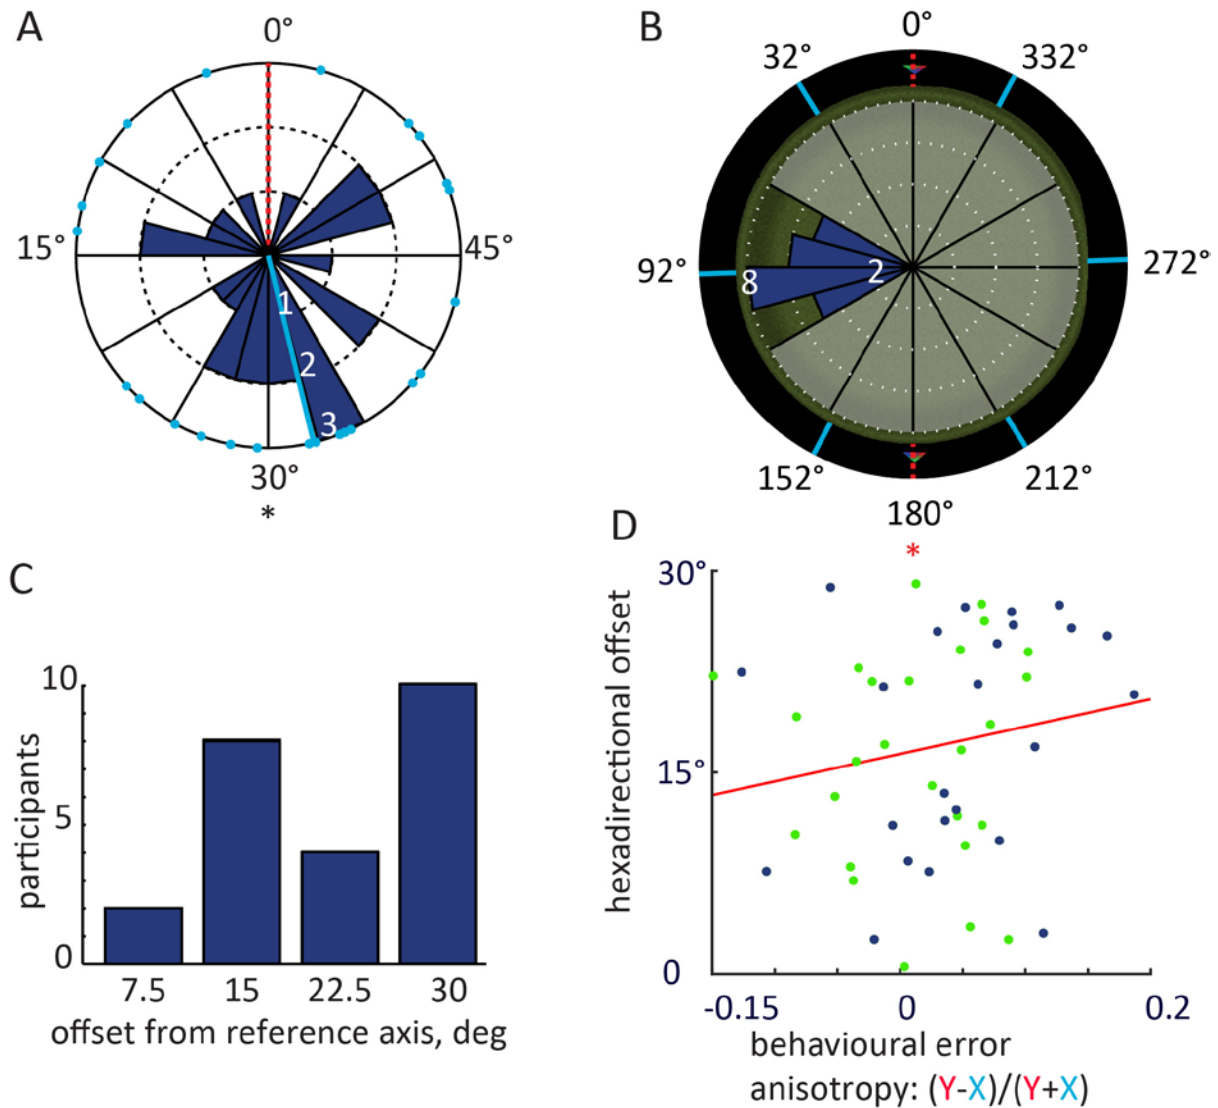 A
0°
15°
45°
1
2
3
30°
*
B
0°
32°
332°
92°
8
2
272°
152°
212°
180°
C
participants
10
5
0
7.5 15 22.5 30
offset from reference axis, deg
D
*
hexadirectional offset
30°
15°
0
-0.15 0 0.2
behavioural error
anisotropy: (Y-X)/(Y+X)